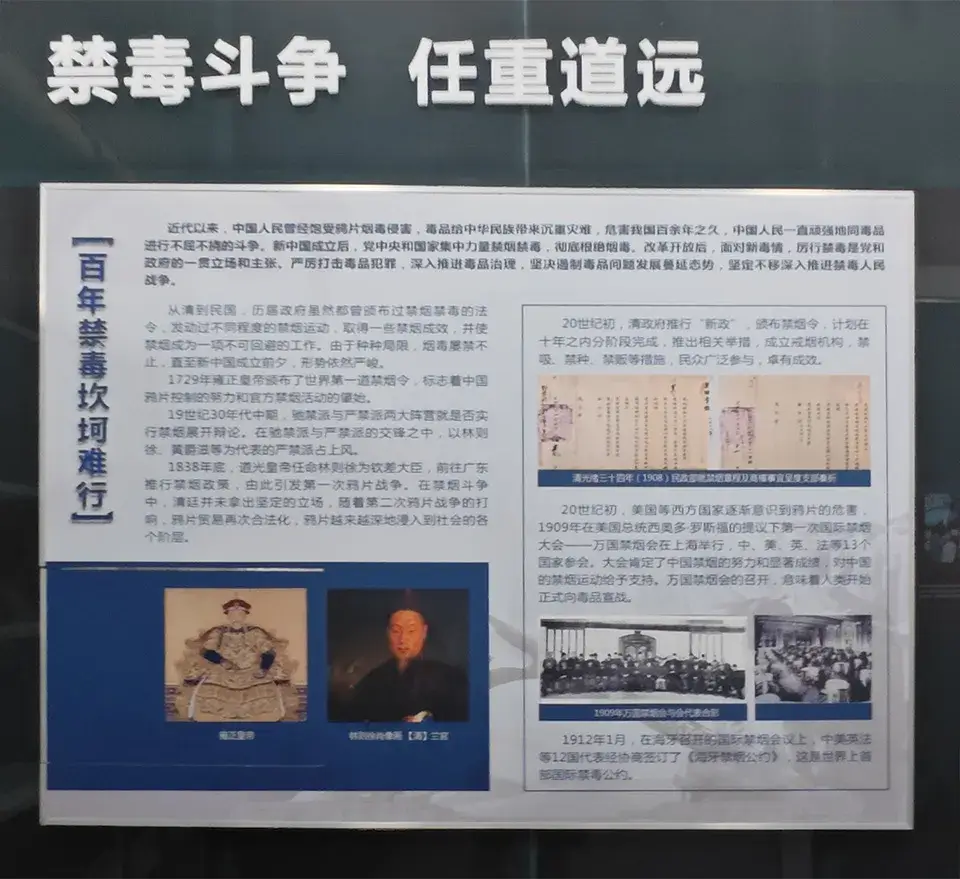 禁毒斗争 任重道远
【百年禁毒坎坷难行】
近代以来，中国人民曾经饱受鸦片烟毒侵害，毒品给中华民族带来沉重灾难，危害我国百余年之久，中国人民一直顽强地同毒品
进行不屈不挠的斗争。新中国成立后，党中央和国家集中力量禁烟禁毒，彻底根绝烟毒。改革开放后，面对新毒情，厉行禁毒是党和
政府的一贯立场和主张、严厉打击毒品犯罪，深入推进毒品治理，坚决遏制毒品问题发展蔓延态势，坚定不移深入推进禁毒人民
战争。
从清到民国，历届政府虽然都曾颁布过禁烟禁毒的法
令，发动过不同程度的禁烟运动，取得一些禁烟成效，并使
禁烟成为一项不可回避的工作。由于种种局限，烟毒屡禁不
止，直至新中国成立前夕，形势依然严峻。
1729年雍正皇帝颁布了世界第一道禁烟令，标志着中国
鸦片控制的努力和官方禁烟活动的肇始。
19世纪30年代中期，驰禁派与严禁派两大阵营就是否实
行禁烟展开辩论。在驰禁派与严禁派的交锋之中，以林则
徐、黄爵滋等为代表的严禁派占上风。
1838年底，道光皇帝任命林则徐为钦差大臣，前往广东
推行禁烟政策，由此引发第一次鸦片战争。在禁烟斗争
中，清廷并未拿出坚定的立场，随着第二次鸦片战争的打
响，鸦片贸易再次合法化，鸦片越来越深地浸入到社会的各
个阶层。
雍正皇帝
林则徐肖像画【清】兰官
20世纪初，清政府推行“新政”，颁布禁烟令，计划在
十年之内分阶段完成，推出相关举措，成立戒烟机构，禁
吸、禁种、禁贩等措施，民众广泛参与，卓有成效。
清光绪三十四年（1908）民政部就禁烟章程及商榷事宜呈度支部奏折
20世纪初，美国等西方国家逐渐意识到鸦片的危害，
1909年在美国总统西奥多·罗斯福的提议下第一次国际禁烟
大会——万国禁烟会在上海举行，中、美、英、法等13个
国家参会。大会肯定了中国禁烟的努力和显著成绩，对中国
的禁烟运动给予支持。万国禁烟会的召开，意味着人类开始
正式向毒品宣战。
1909年万国禁烟会与会代表合影
1912年1月，在海牙召开的国际禁烟会议上，中美英法
等12国代表经协商签订了《海牙禁烟公约》，这是世界上首
部国际禁毒公约。